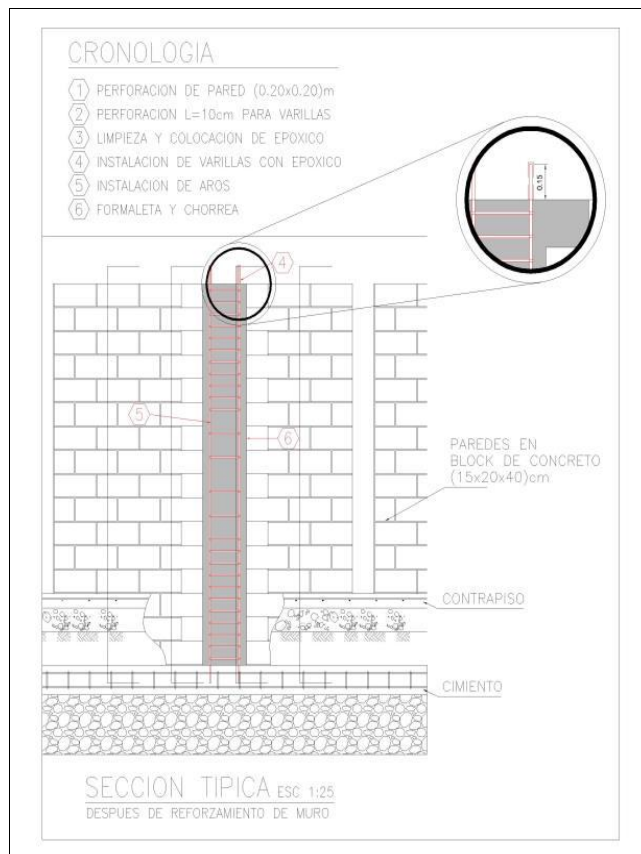 CRONOLOGIA
1 PERFORACION DE PARED (0.20x0.20)m
2 PERFORACION L=10cm PARA VARILLAS
3 LIMPIEZA Y COLOCACION DE EPOXICO
4 INSTALACION DE VARILLAS CON EPOXICO
5 INSTALACION DE AROS
6 FORMALETA Y CHORREA
0.15
4
5
6
PAREDES EN
BLOCK DE CONCRETO
(15x20x40)cm
CONTRAPISO
CIMIENTO
SECCION TIPICA ESC 1:25
DESPUES DE REFORZAMIENTO DE MURO